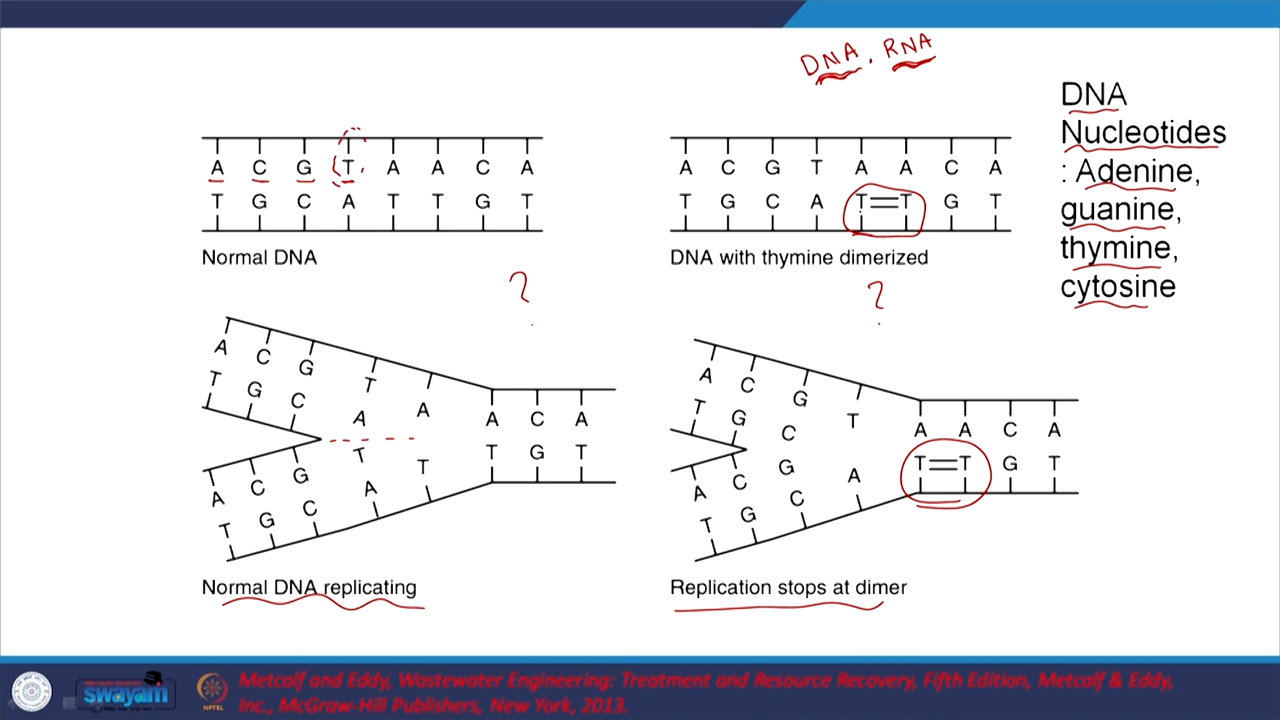 DNA, RNA
A C G T A A C A
T G C A T T G T
Normal DNA
A C G T A A C A
T G C A T T G T
DNA with thymine dimerized
DNA
Nucleotides
: Adenine,
guanine,
thymine,
cytosine
?
?
A C G T A A C A
T G C A T G T
A C G T T
T G C A
Normal DNA replicating
A C G T A A C A
T G C T T G T
A C G A
T G C
Replication stops at dimer
swayam
NPTEL
Metcalf and Eddy, Wastewater Engineering: Treatment and Resource Recovery, Fifth Edition, Metcalf & Eddy,
Inc., McGraw-Hill Publishers, New York, 2013.